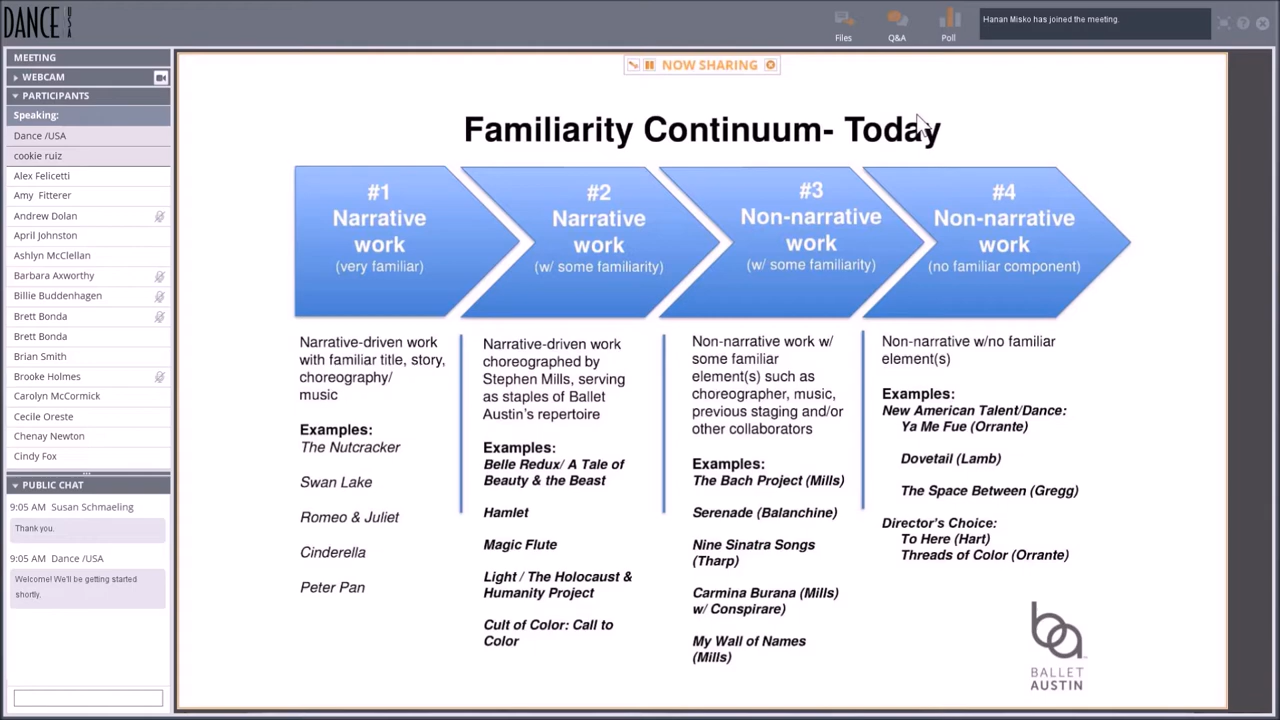 DANCE USA
Files
Q&A
Poll
Hanan Misko has joined the meeting.
MEETING
WEBCAM
PARTICIPANTS
Speaking:
Dance /USA
cookie ruiz
Alex Felicetti
Amy Fitterer
Andrew Dolan
April Johnston
Ashlyn McClellan
Barbara Axworthy
Billie Buddenhagen
Brett Bonda
Brett Bonda
Brian Smith
Brooke Holmes
Carolyn McCormick
Cecile Oreste
Chenay Newton
Cindy Fox
PUBLIC CHAT
9:05 AM Susan Schmaeling
Thank you.
9:05 AM Dance /USA
Welcome! We'll be getting started
shortly.
NOW SHARING
Familiarity Continuum- Today
#1
Narrative
work
(very familiar)
#2
Narrative
work
(w/ some familiarity)
#3
Non-narrative
work
(w/ some familiarity)
#4
Non-narrative
work
(no familiar component)
Narrative-driven work
with familiar title, story,
choreography/
music
Examples:
The Nutcracker
Swan Lake
Romeo & Juliet
Cinderella
Peter Pan
Narrative-driven work
choreographed by
Stephen Mills, serving
as staples of Ballet
Austin's repertoire
Examples:
Belle Redux/ A Tale of
Beauty & the Beast
Hamlet
Magic Flute
Light / The Holocaust &
Humanity Project
Cult of Color: Call to
Color
Non-narrative work w/
some familiar
element(s) such as
choreographer, music,
previous staging and/or
other collaborators
Examples:
The Bach Project (Mills)
Serenade (Balanchine)
Nine Sinatra Songs
(Tharp)
Carmina Burana (Mills)
w/ Conspirare)
My Wall of Names
(Mills)
Non-narrative w/no familiar
element(s)
Examples:
New American Talent/Dance:
Ya Me Fue (Orrante)
Dovetail (Lamb)
The Space Between (Gregg)
Director's Choice:
To Here (Hart)
Threads of Color (Orrante)
ba
BALLET
AUSTIN